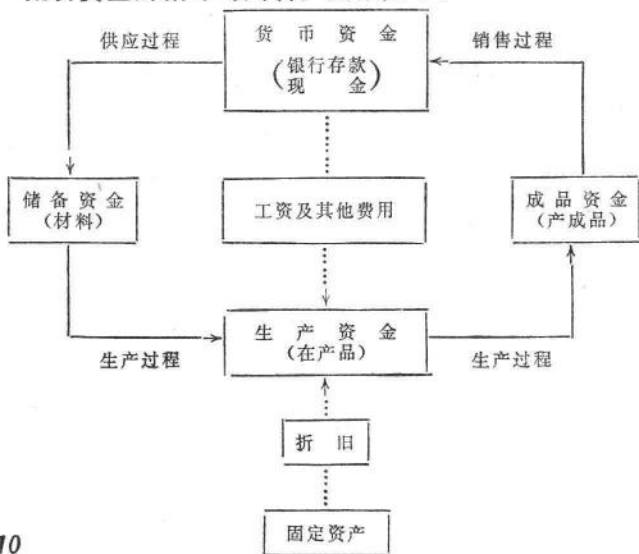 供应过程
货币资金
销售过程
(银行存款
现金)
储备资金
(材料)
工资及其他费用
成品资金
(产成品)
生产过程
生产资金
(在产品)
生产过程
折旧
固定资产
10